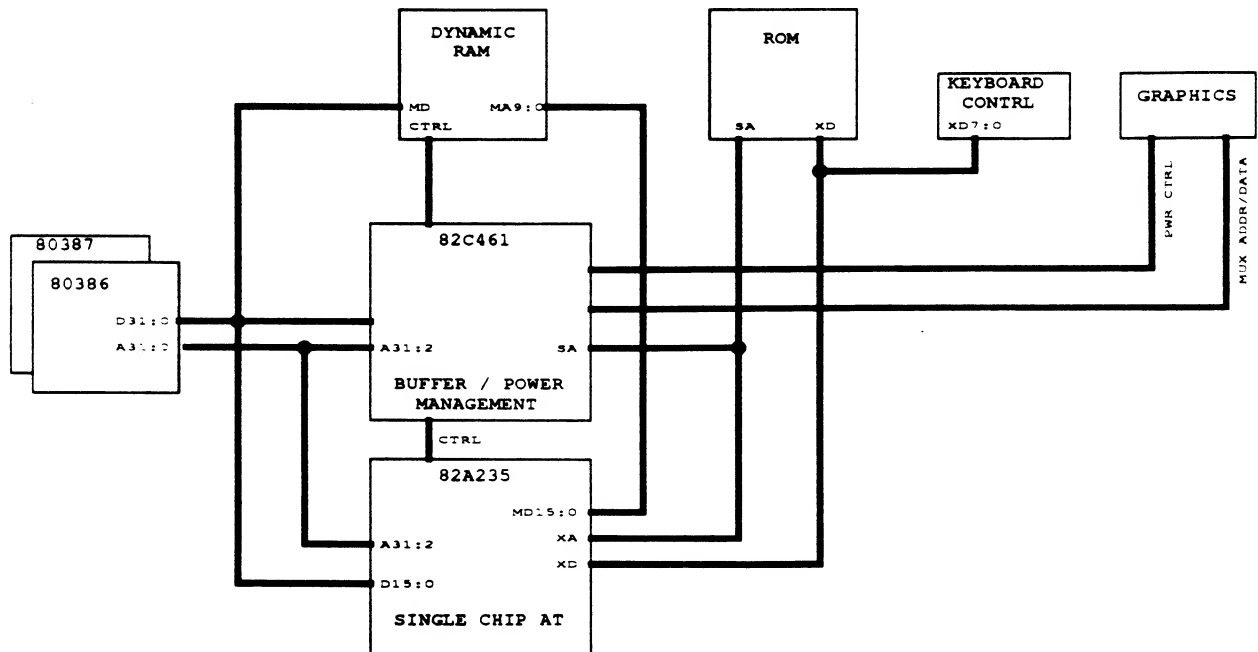 DYNAMIC
RAM
MD
MA9:0
CTRL
ROM
SA
XD
KEYBOARD
CONTRL
XD7:0
GRAPHICS
PWR CTRL
MUX ADDR/DATA
80387
80386
D31:0
A31:0
82C461
A31:2
SA
BUFFER / POWER
MANAGEMENT
CTRL
82A235
MD15:0
XA
A31:2
XD
D15:0
SINGLE CHIP AT